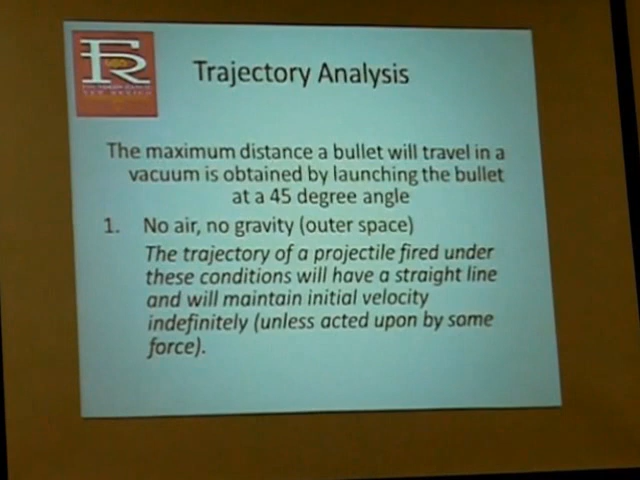 FR
Trajectory Analysis
The maximum distance a bullet will travel in a
vacuum is obtained by launching the bullet
at a 45 degree angle
1. No air, no gravity (outer space)
The trajectory of a projectile fired under
these conditions will have a straight line
and will maintain initial velocity
indefinitely (unless acted upon by some
force).